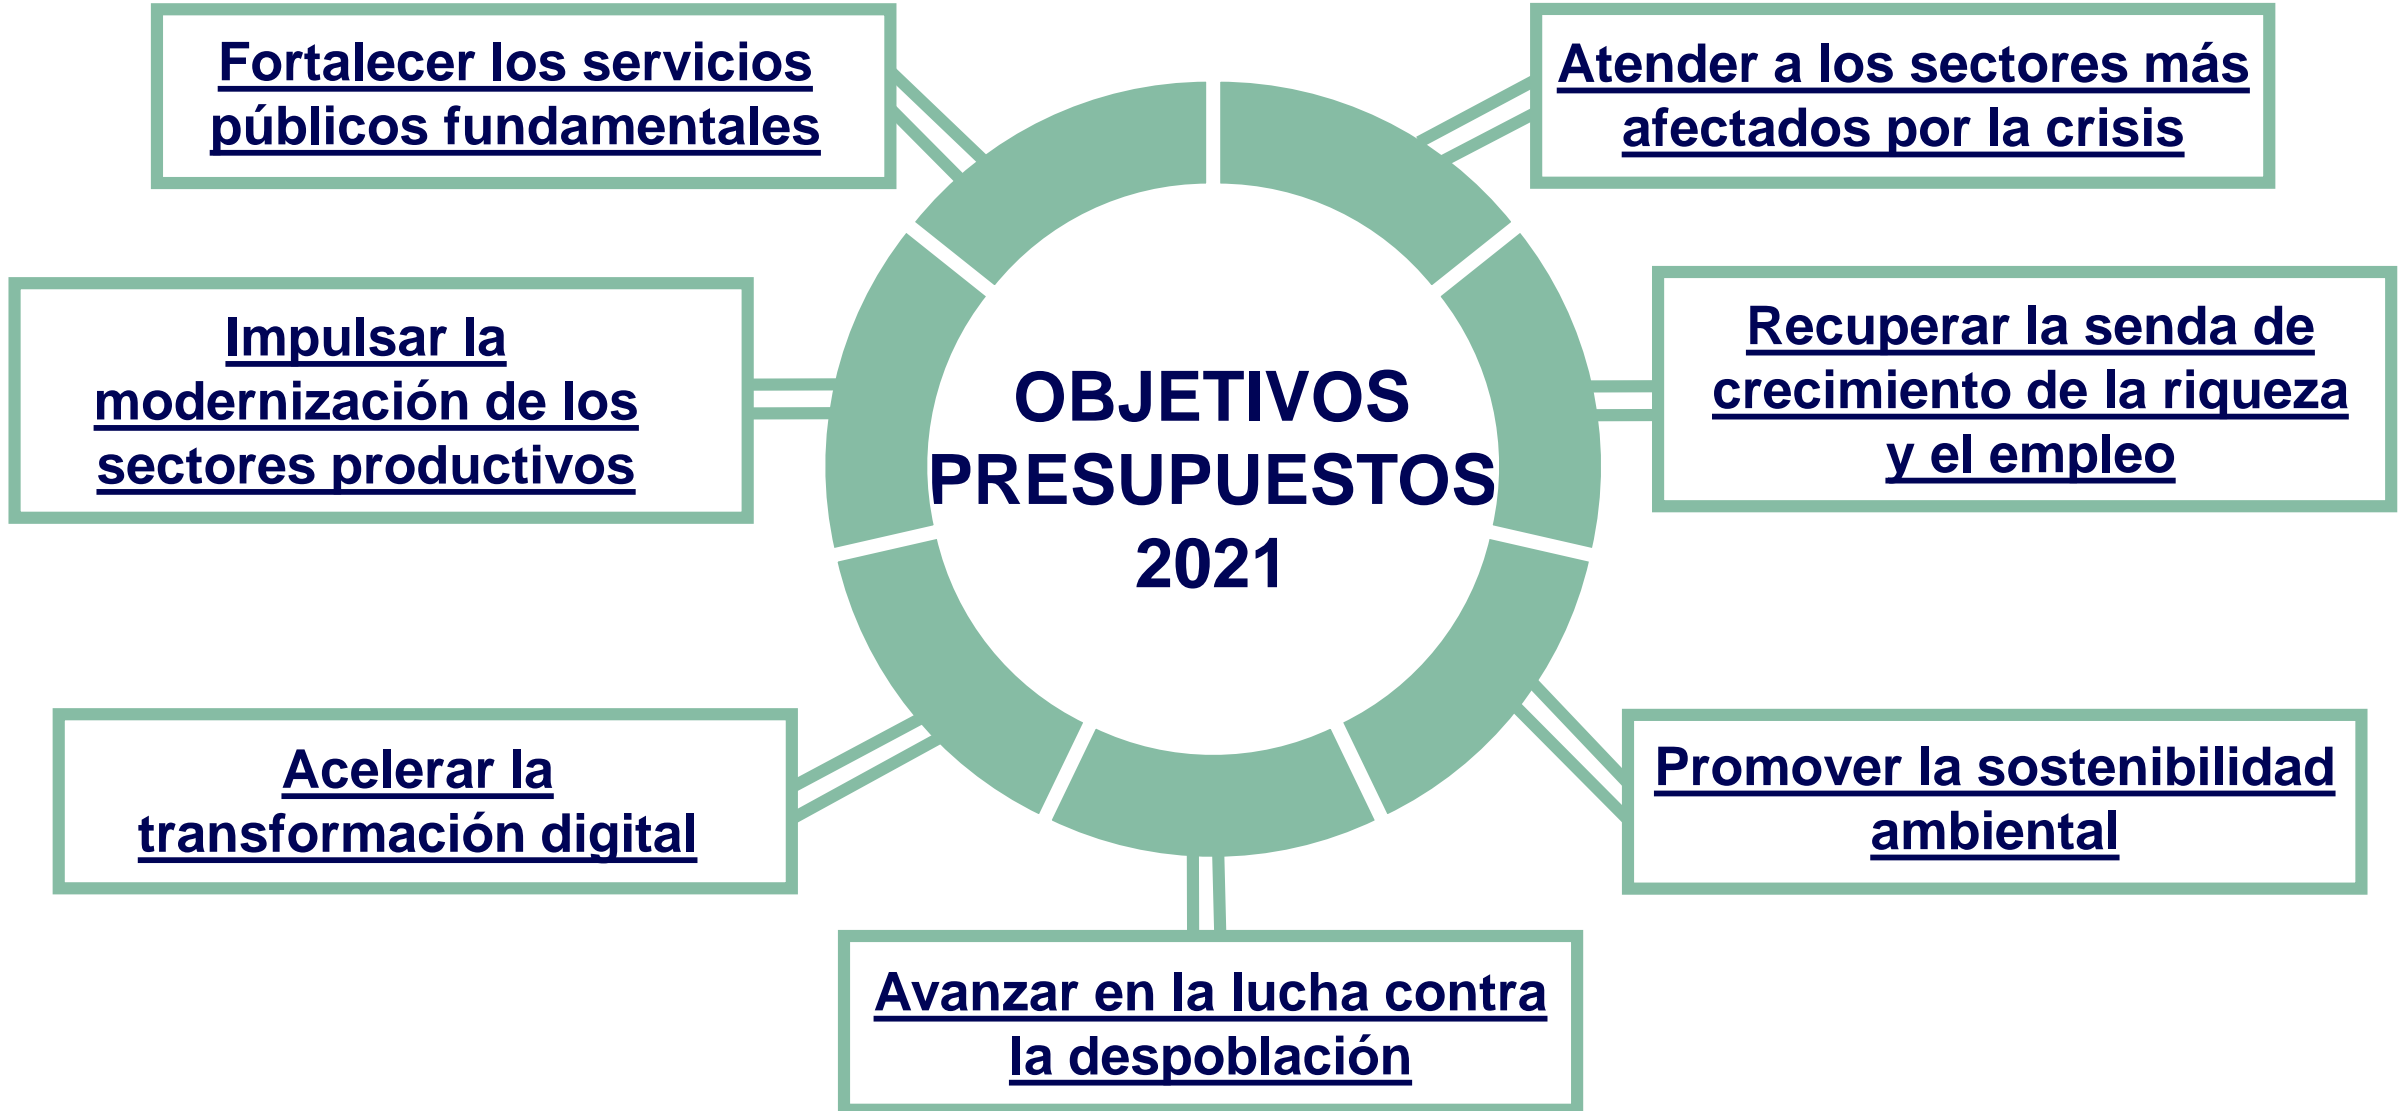 Fortalecer los servicios
públicos fundamentales
Atender a los sectores más
afectados por la crisis
Impulsar la
modernización de los
sectores productivos
OBJETIVOS
PRESUPUESTOS
2021
Recuperar la senda de
crecimiento de la riqueza
y el empleo
Acelerar la
transformación digital
Promover la sostenibilidad
ambiental
Avanzar en la lucha contra
la despoblación